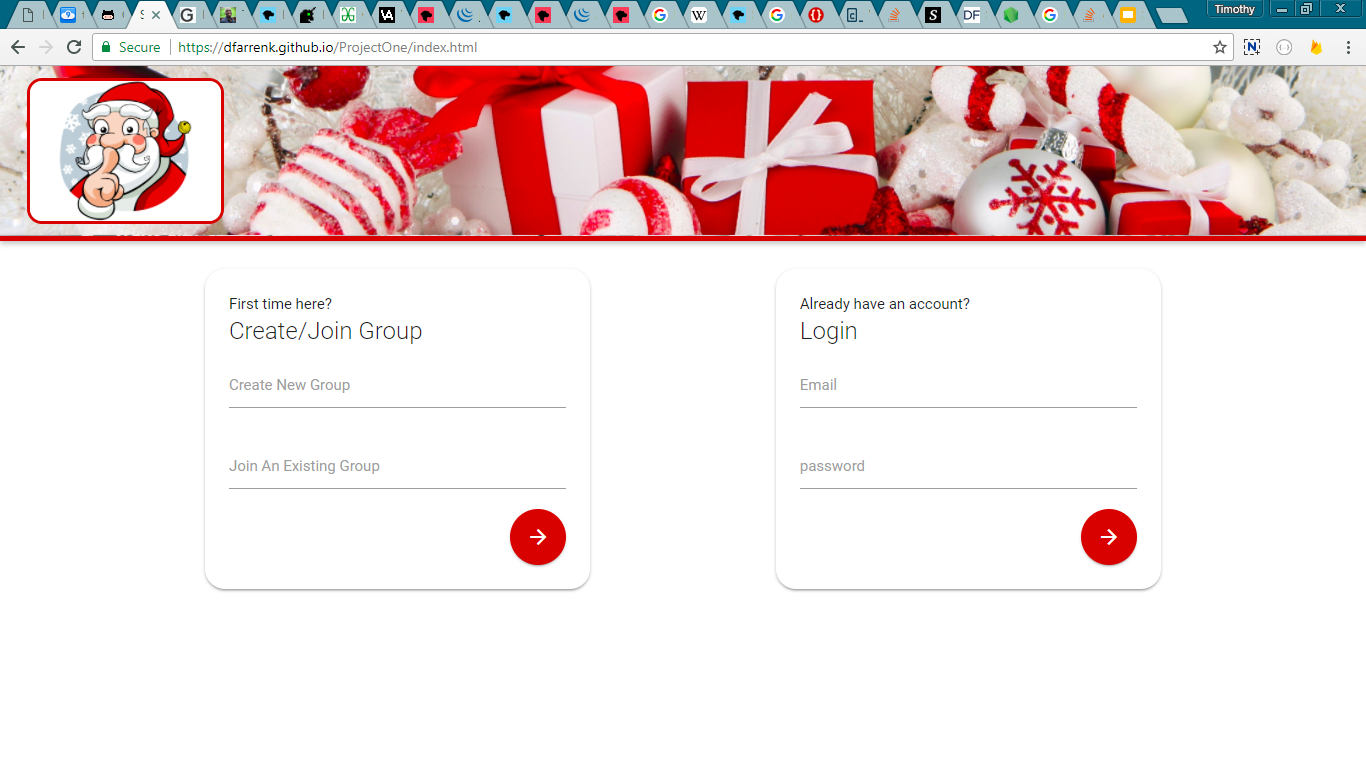 Timothy
Secure https://dfarrenk.github.io/ProjectOne/index.html
First time here?
Create/Join Group
Create New Group
Join An Existing Group
Already have an account?
Login
Email
password